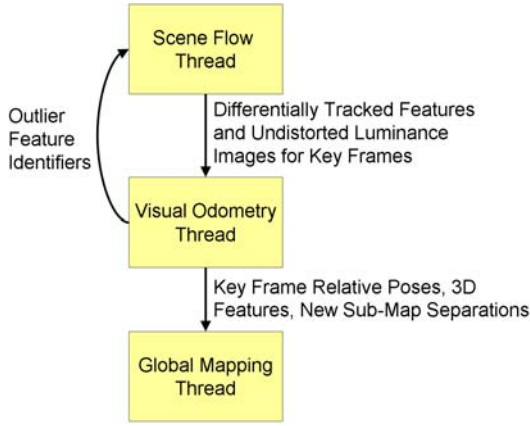 Scene Flow
Thread
Outlier
Feature
Identifiers
Differentially Tracked Features
and Undistorted Luminance
Images for Key Frames
Visual Odometry
Thread
Key Frame Relative Poses, 3D
Features, New Sub-Map Separations
Global Mapping
Thread